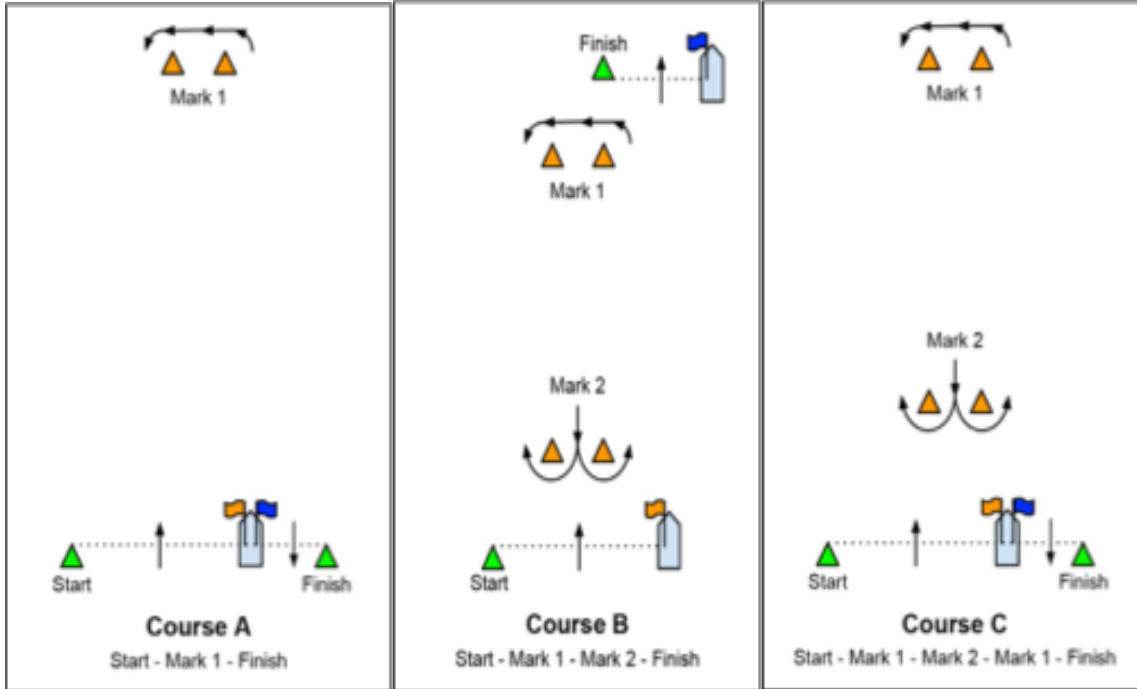 Mark 1
Start
Finish
Course A
Start - Mark 1 - Finish
Finish
Mark 1
Mark 2
Start
Course B
Start - Mark 1 - Mark 2 - Finish
Mark 1
Mark 2
Start
Finish
Course C
Start - Mark 1 - Mark 2 - Mark 1 - Finish